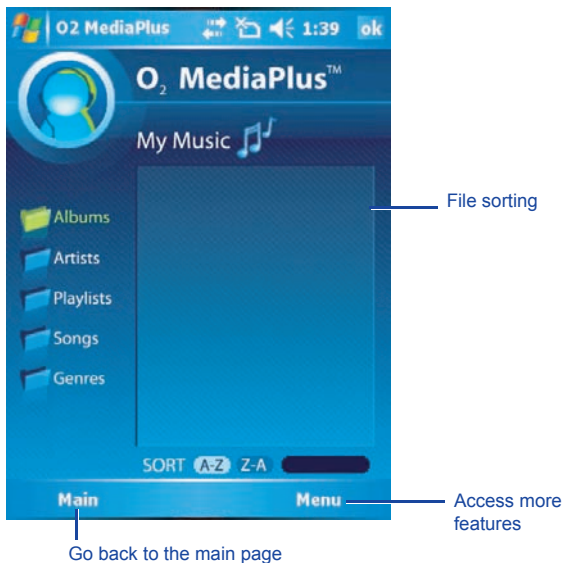 O2 MediaPlus 1:39 ok
O2 MediaPlus™
My Music
File sorting
Albums
Artists
Playlists
Songs
Genres
SORT A-Z Z-A
Main Menu
Access more
features
Go back to the main page